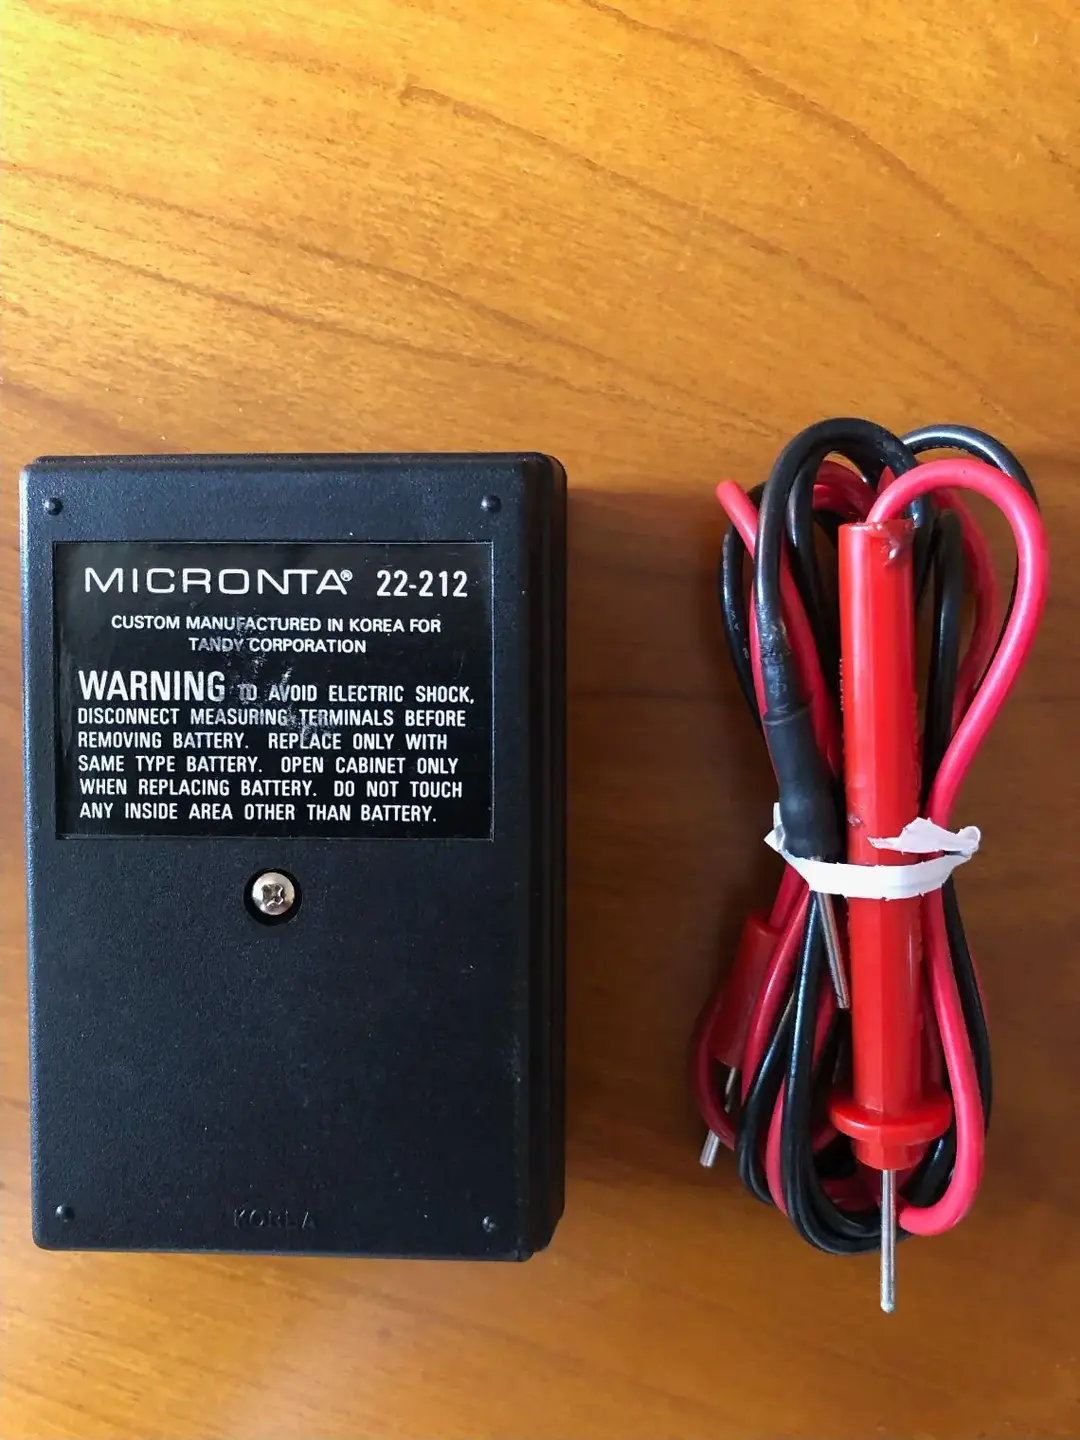 MICRONTA® 22-212
CUSTOM MANUFACTURED IN KOREA FOR
TANDY CORPORATION
WARNING TO AVOID ELECTRIC SHOCK,
DISCONNECT MEASURING TERMINALS BEFORE
REMOVING BATTERY. REPLACE ONLY WITH
SAME TYPE BATTERY. OPEN CABINET ONLY
WHEN REPLACING BATTERY. DO NOT TOUCH
ANY INSIDE AREA OTHER THAN BATTERY.
KOREA